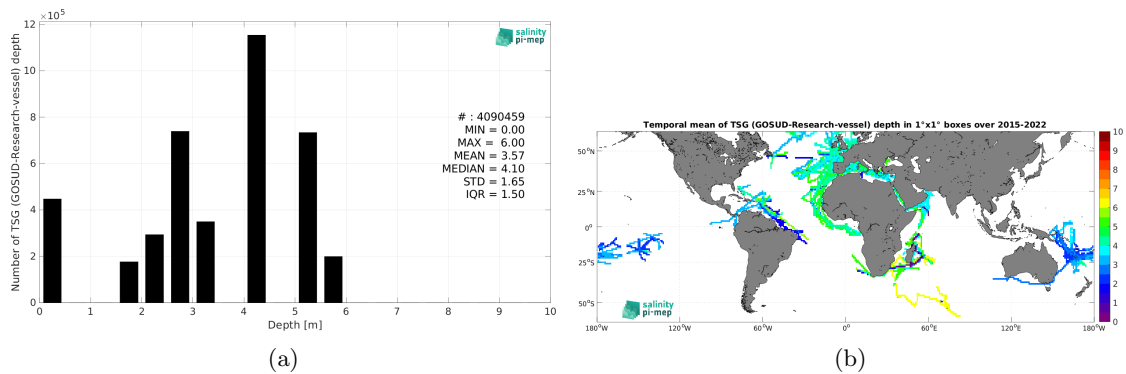 ×10⁵
12
10
8
6
4
2
0
Number of TSG (GOSUD-Research-vessel) depth
salinity
pi-mep
# : 4090459
MIN = 0.00
MAX = 6.00
MEAN = 3.57
MEDIAN = 4.10
STD = 1.65
IQR = 1.50
0 1 2 3 4 5 6 7 8 9 10
Depth [m]
(a)
Temporal mean of TSG (GOSUD-Research-vessel) depth in 1°x1° boxes over 2015-2022
50°N
25°N
0°
25°S
50°S
salinity
pi-mep
180°W 120°W 60°W 0° 60°E 120°E 180°W
10
9
8
7
6
5
4
3
2
1
0
(b)